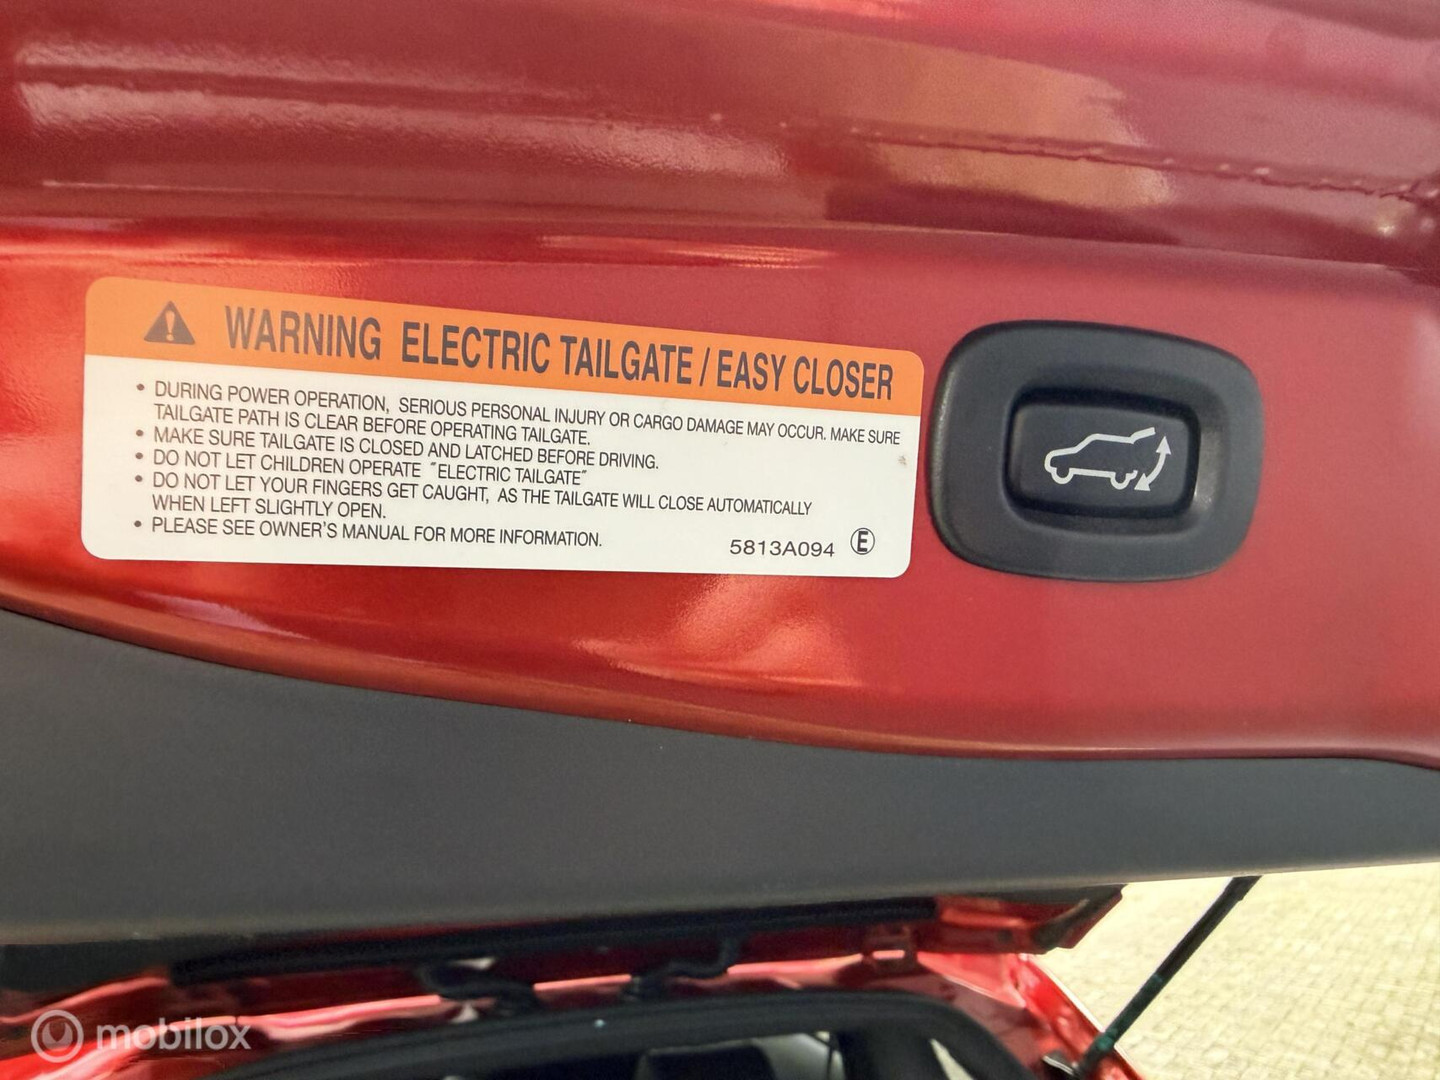 WARNING ELECTRIC TAILGATE / EASY CLOSER
• DURING POWER OPERATION, SERIOUS PERSONAL INJURY OR CARGO DAMAGE MAY OCCUR. MAKE SURE
TAILGATE PATH IS CLEAR BEFORE OPERATING TAILGATE.
• MAKE SURE TAILGATE IS CLOSED AND LATCHED BEFORE DRIVING.
• DO NOT LET CHILDREN OPERATE "ELECTRIC TAILGATE"
• DO NOT LET YOUR FINGERS GET CAUGHT, AS THE TAILGATE WILL CLOSE AUTOMATICALLY
WHEN LEFT SLIGHTLY OPEN.
• PLEASE SEE OWNER'S MANUAL FOR MORE INFORMATION.
5813A094 Ⓔ
mobilox